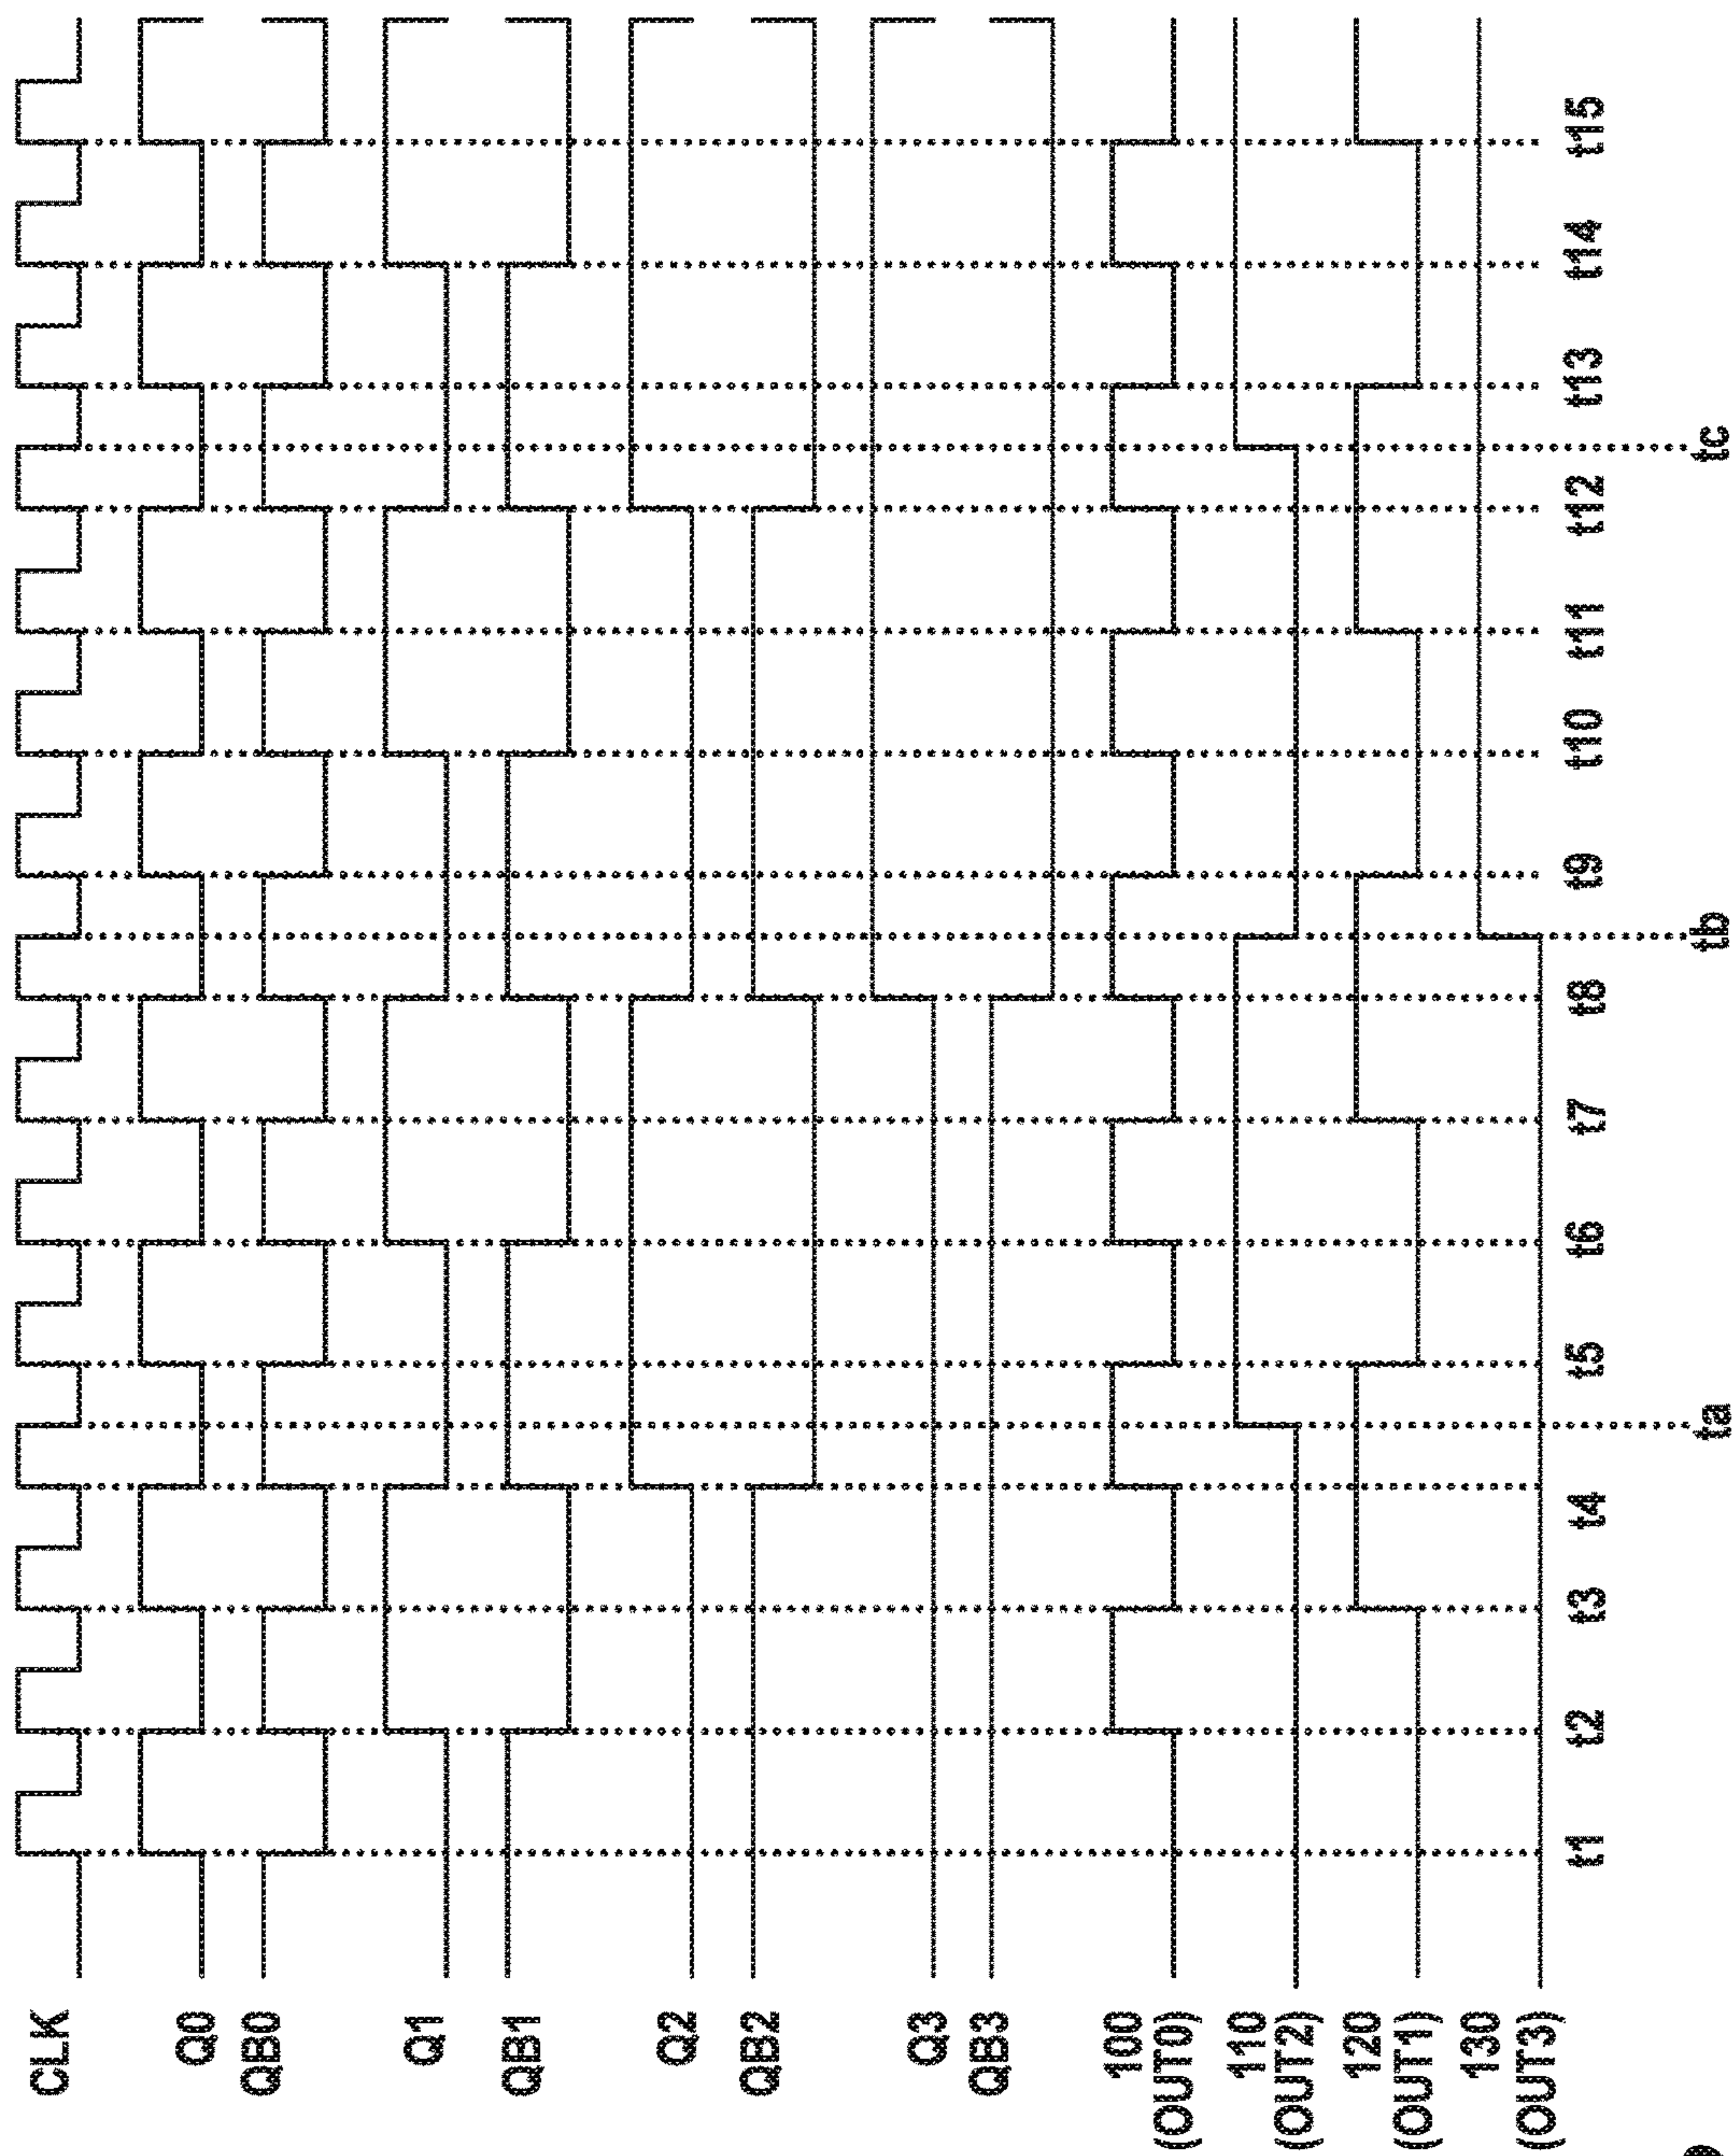 CLK
Q0
QB0
Q1
QB1
Q2
QB2
Q3
QB3
100
(OUT0)
110
(OUT2)
120
(OUT1)
130
(OUT3)
t1
t2
t3
t4
t5
t6
t7
t8
t9
t10
t11
t12
t13
t14
t15
ta
tb
tc